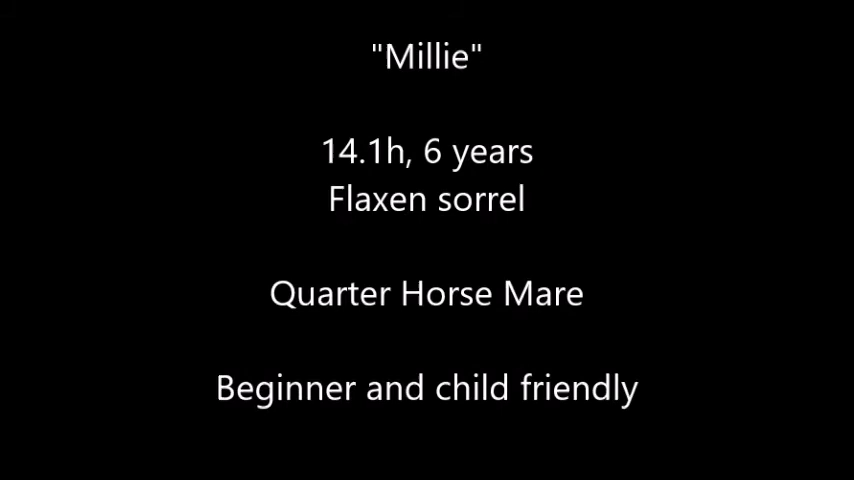 "Millie"
14.1h, 6 years
Flaxen sorrel
Quarter Horse Mare
Beginner and child friendly